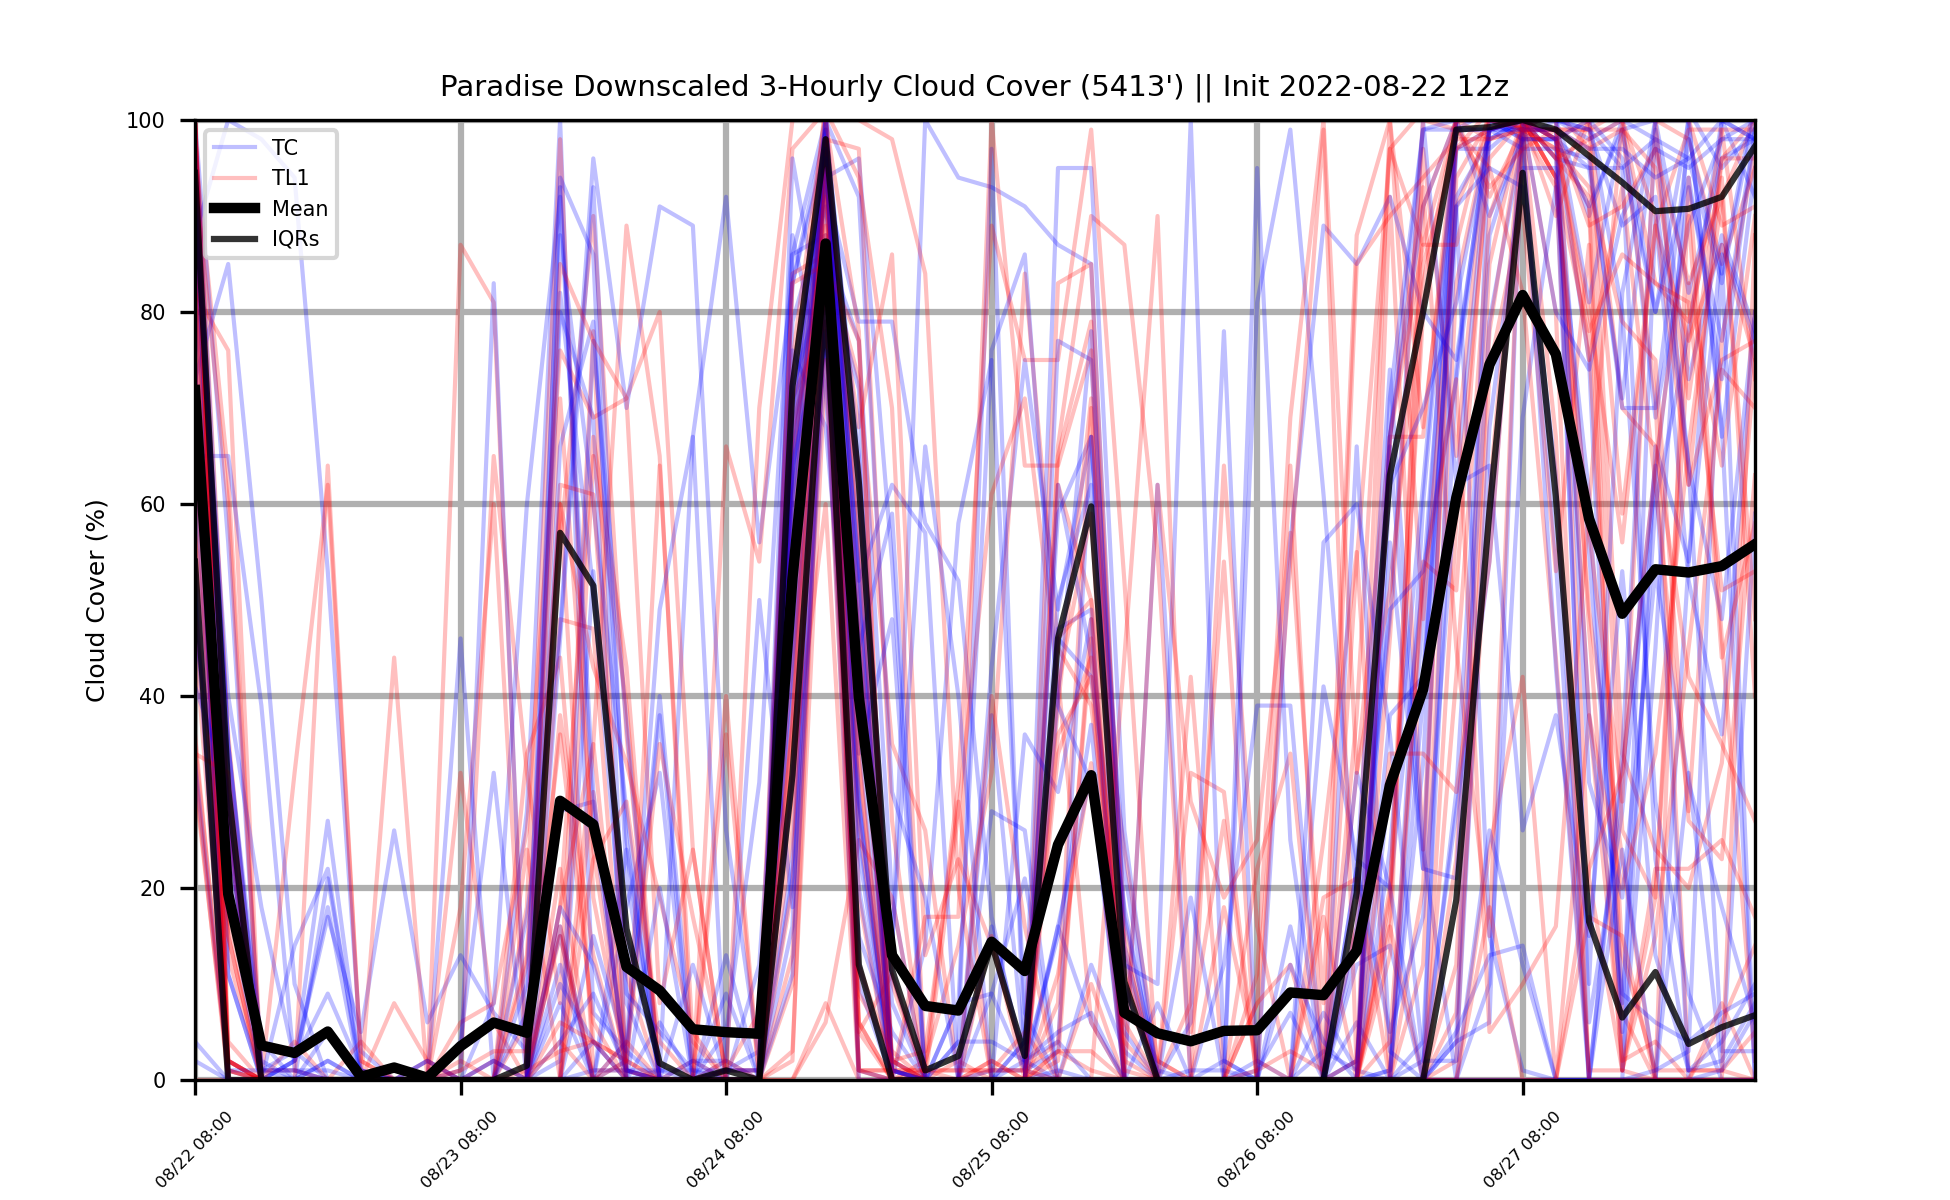 Paradise Downscaled 3-Hourly Cloud Cover (5413') || Init 2022-08-22 12z
100
80
60
40
20
0
Cloud Cover (%)
TC
TL1
Mean
IQRs
08/22 08:00
08/23 08:00
08/24 08:00
08/25 08:00
08/26 08:00
08/27 08:00